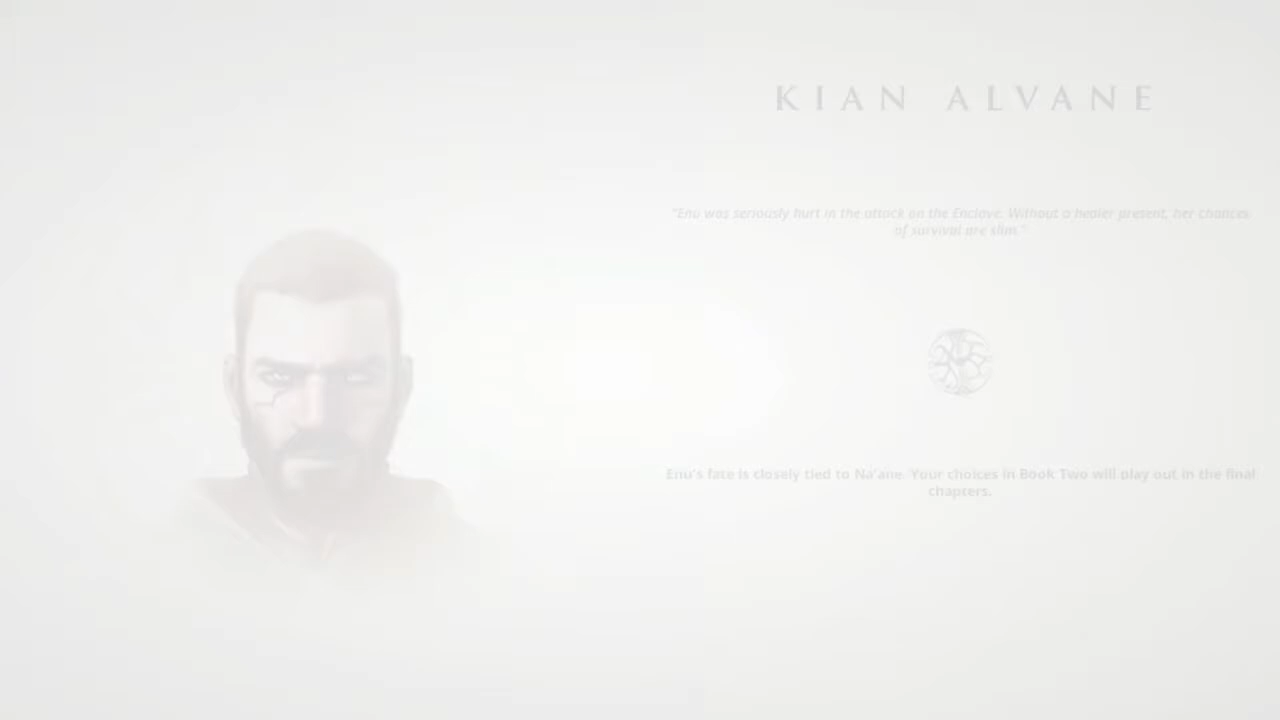 KIAN ALVANE
"Enu was seriously hurt in the attack on the Enclave. Without a healer present, her chances
of survival are slim."
Enu's fate is closely tied to Na'ane. Your choices in Book Two will play out in the final
chapters.